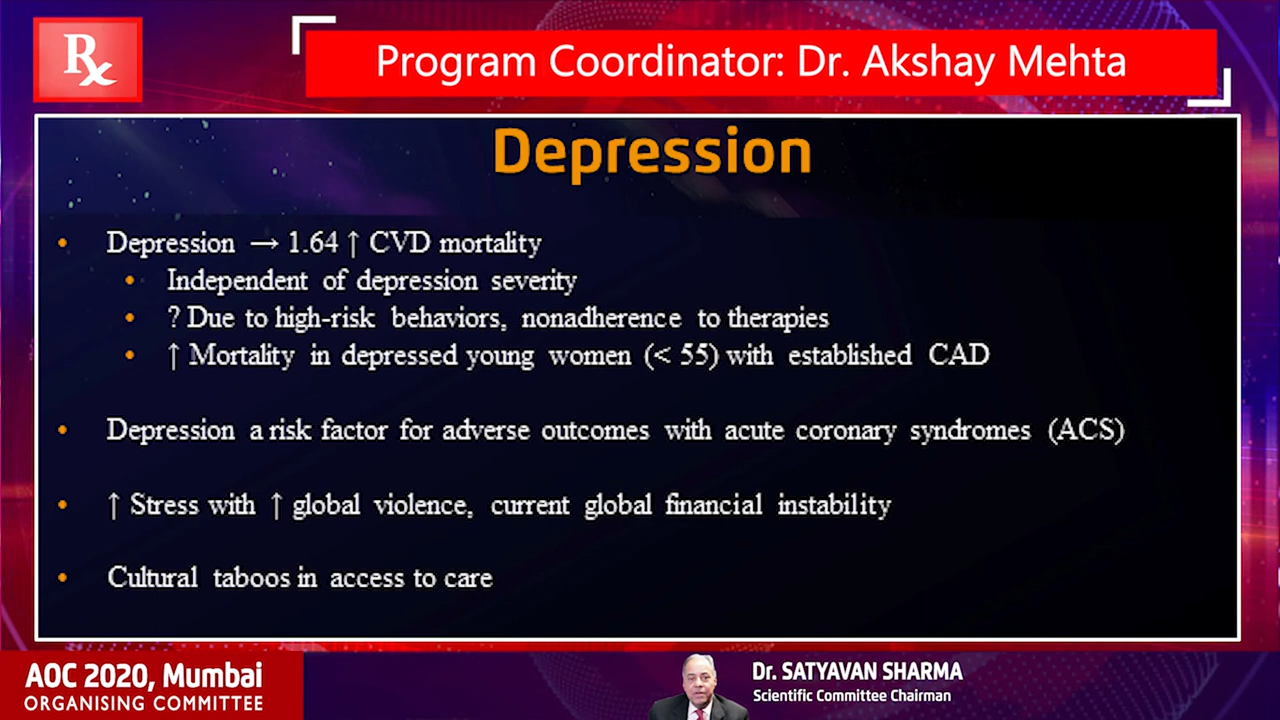 Rx
Program Coordinator: Dr. Akshay Mehta
Depression
• Depression → 1.64 ↑ CVD mortality
• Independent of depression severity
• ? Due to high-risk behaviors, nonadherence to therapies
• ↑ Mortality in depressed young women (< 55) with established CAD
• Depression a risk factor for adverse outcomes with acute coronary syndromes (ACS)
• ↑ Stress with ↑ global violence, current global financial instability
• Cultural taboos in access to care
AOC 2020, Mumbai
ORGANISING COMMITTEE
Dr. SATYAVAN SHARMA
Scientific Committee Chairman